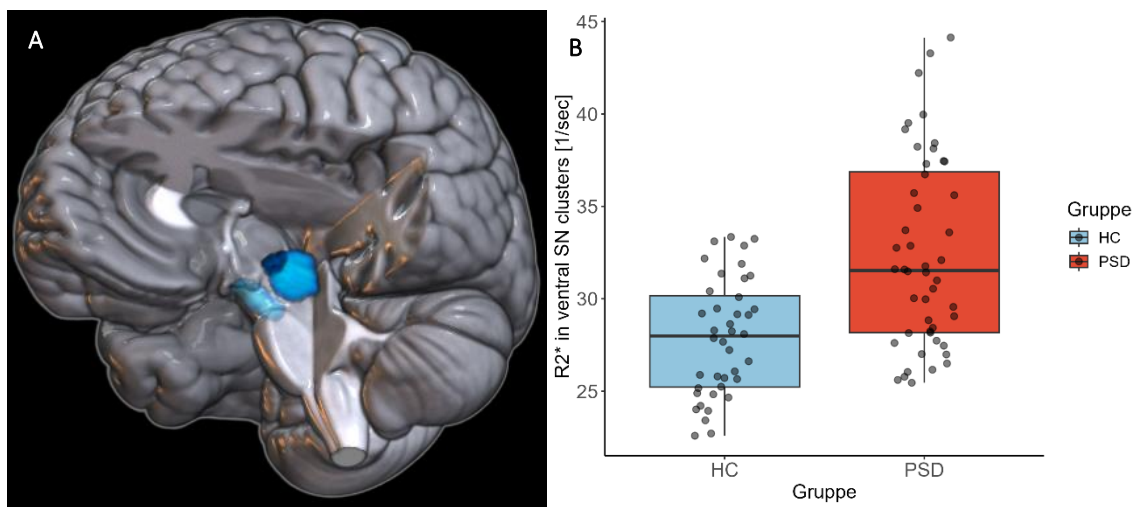 A
B
R2* in ventral SN clusters [1/sec]
45
40
35
30
25
HC
PSD
Gruppe
Gruppe
HC
PSD